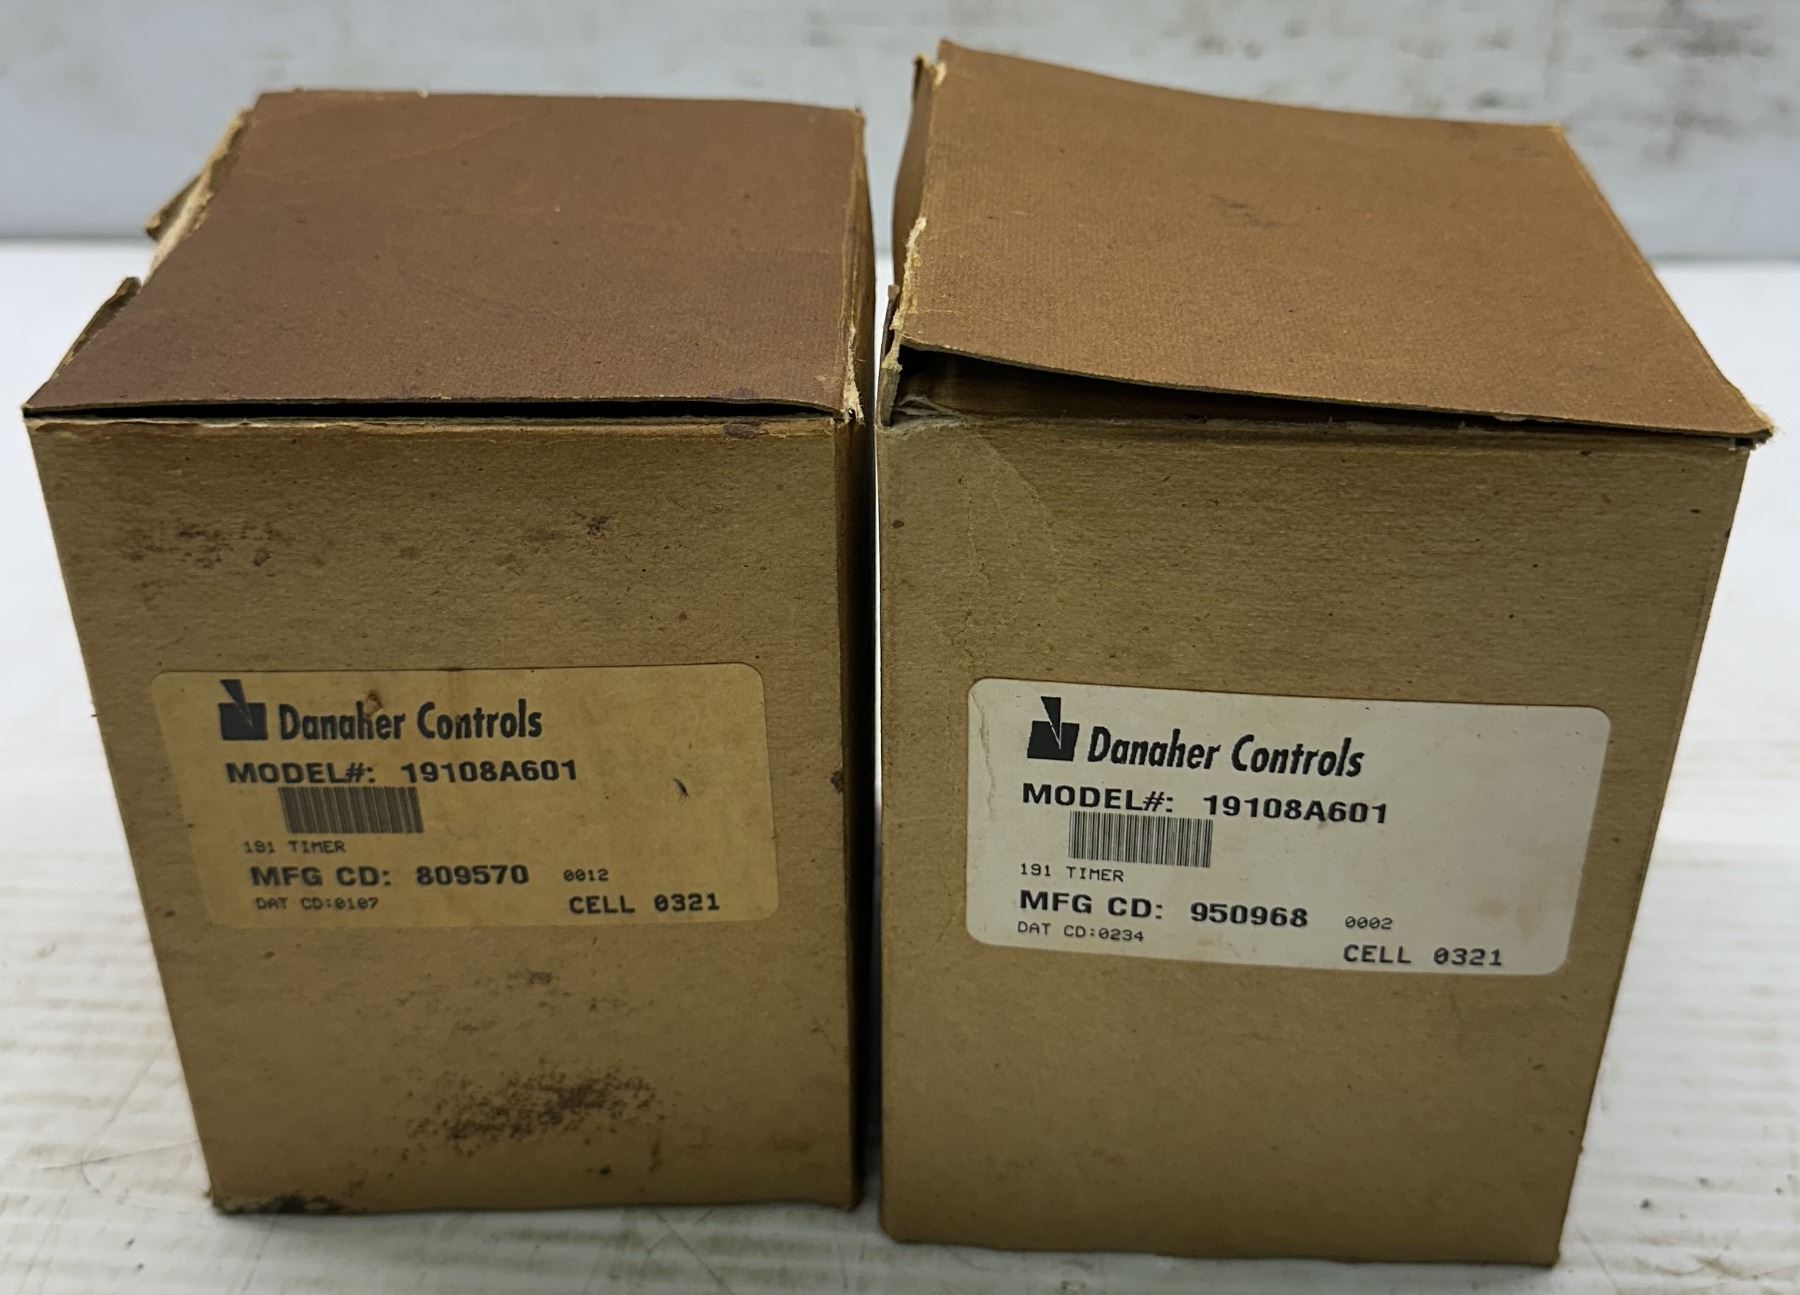 Danaher Controls
MODEL#: 19108A601
191 TIMER
MFG CD: 809570 0012
DAT CD:0107 CELL 0321
Danaher Controls
MODEL#: 19108A601
191 TIMER
MFG CD: 950968 0002
DAT CD:0234 CELL 0321